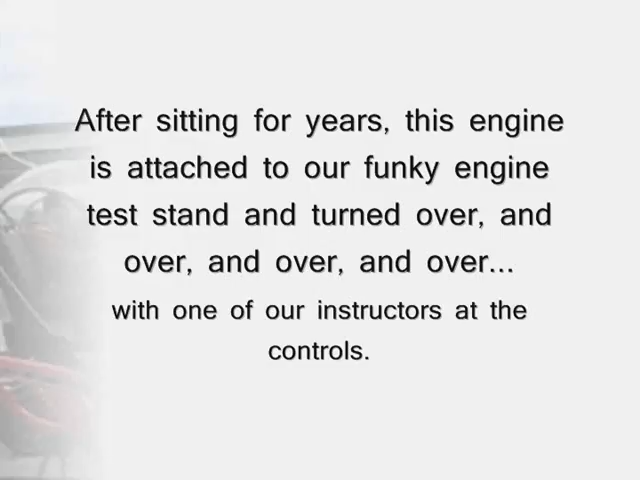 After sitting for years, this engine
is attached to our funky engine
test stand and turned over, and
over, and over, and over...
with one of our instructors at the
controls.